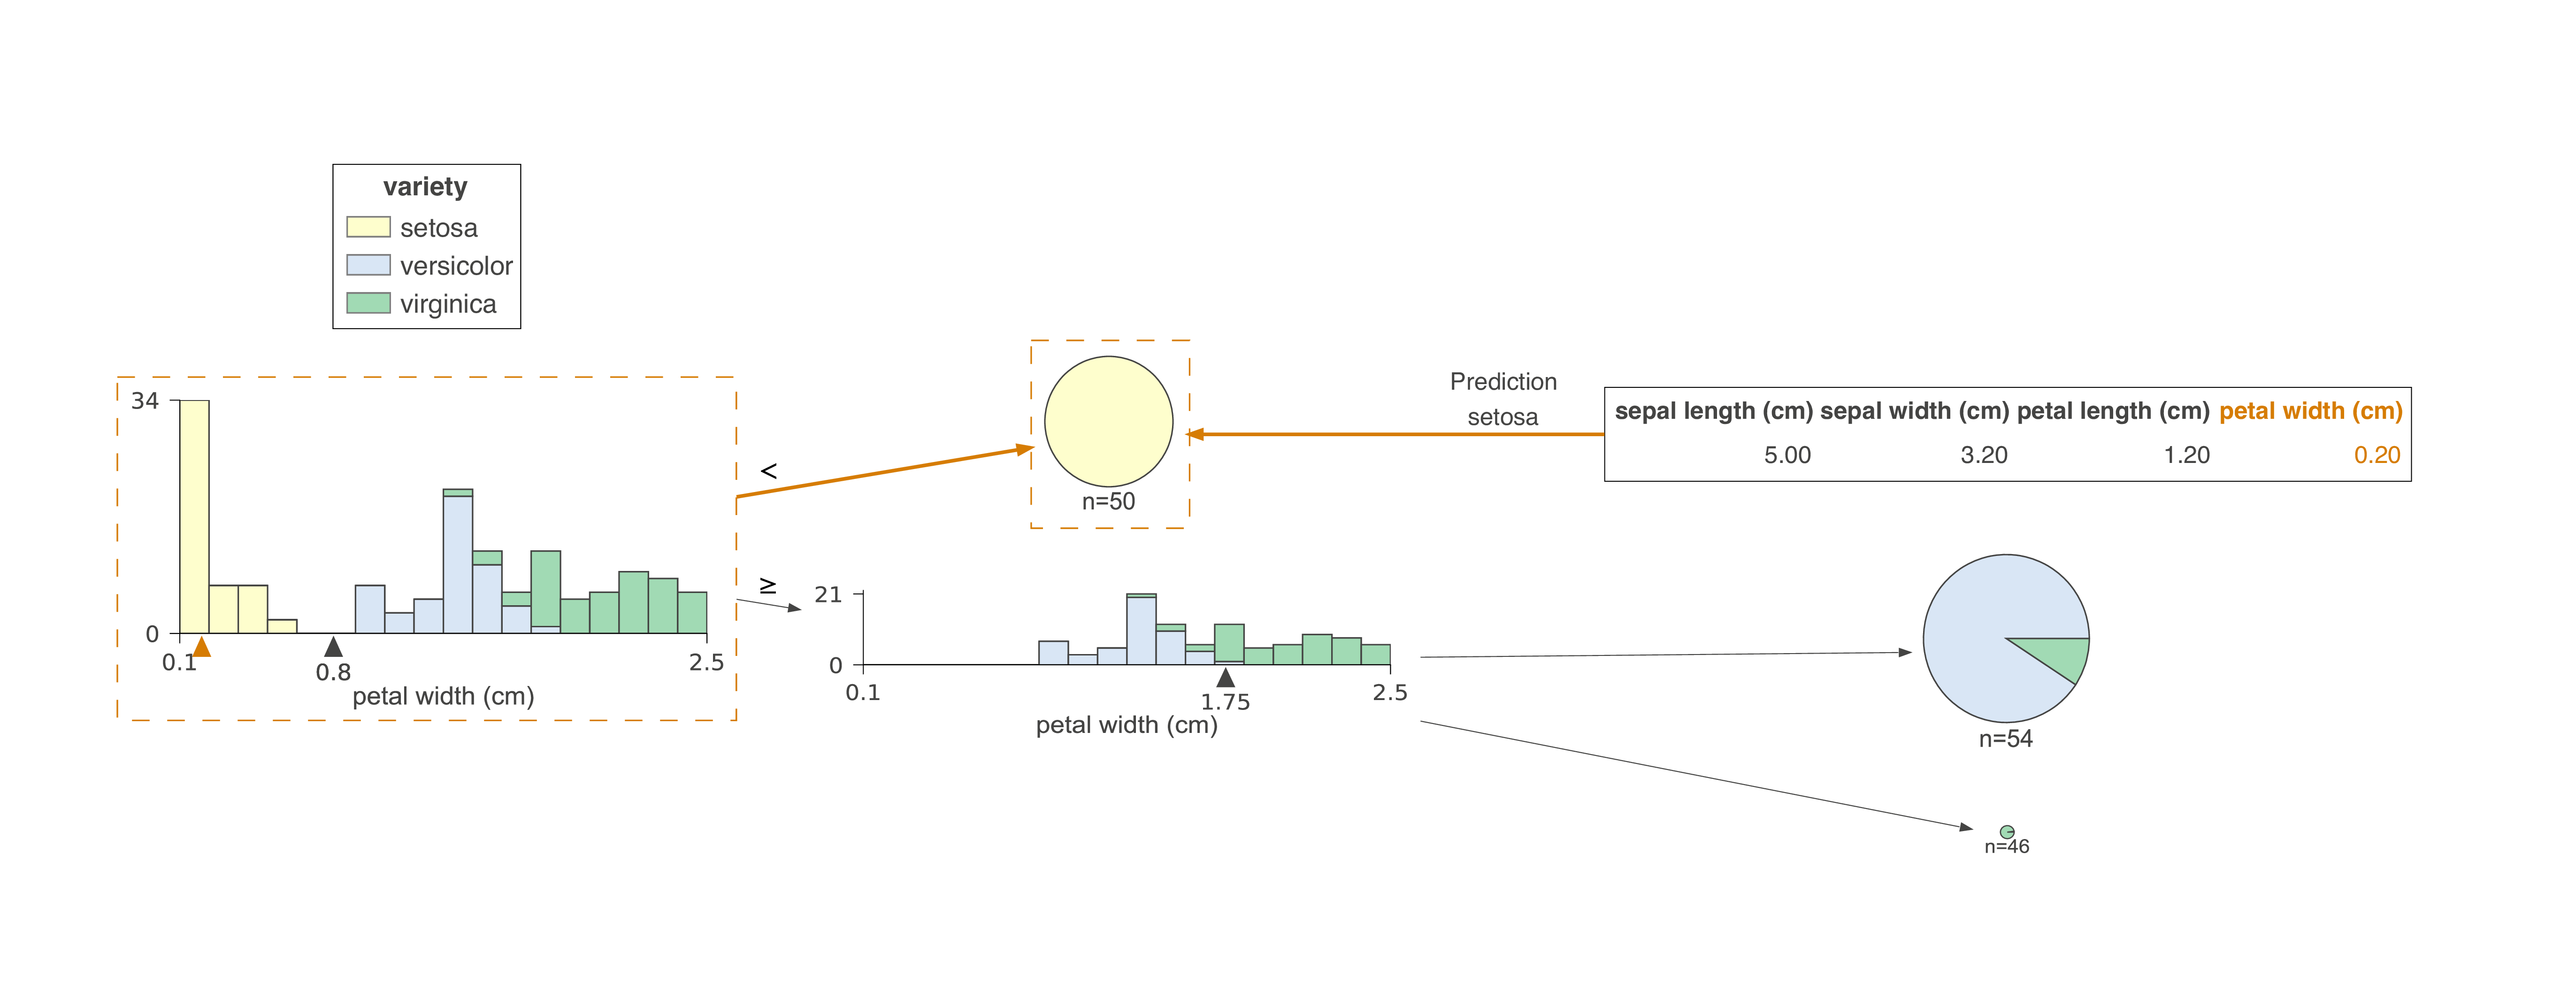 variety
setosa
versicolor
virginica
34
0
0.1
0.8
2.5
petal width (cm)
<
≥
n=50
Prediction
setosa
sepal length (cm) sepal width (cm) petal length (cm) petal width (cm)
5.00 3.20 1.20 0.20
21
0
0.1
1.75
2.5
petal width (cm)
n=54
n=46